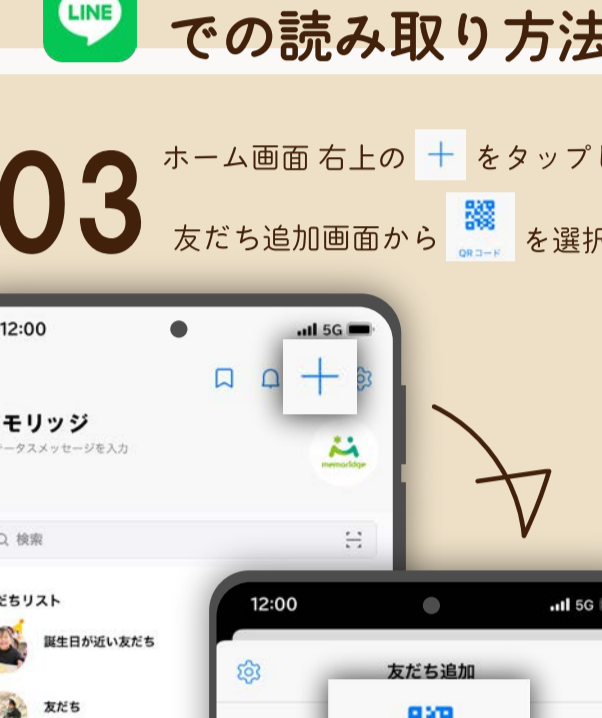 LINE
での読み取り方法
03
ホーム画面 右上の + をタップ
友だち追加画面から
QRコード
を選択
12:00
5G
モリッジ
ータスメッセージを入力
memoridge
検索
だちリスト
誕生日が近い友だち
友だち
12:00
5G
友だち追加